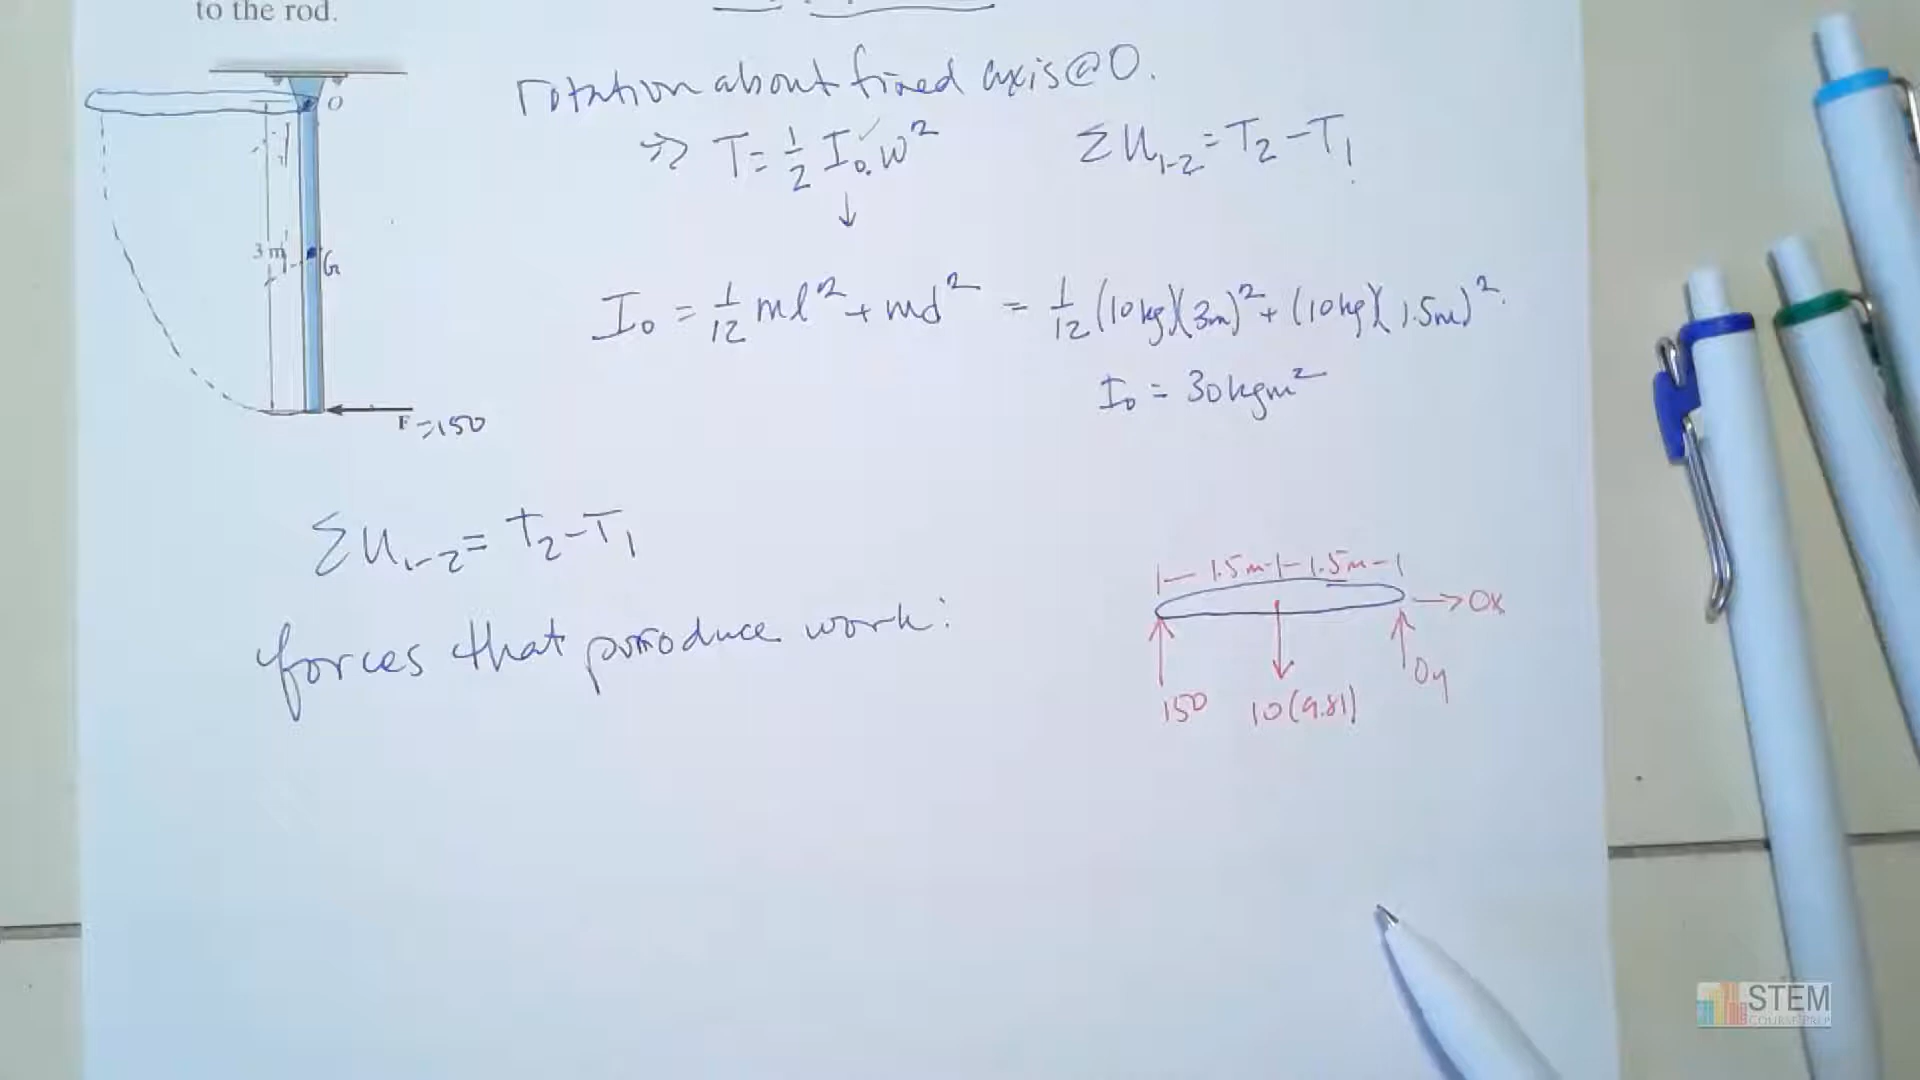 to the rod.
rotation about fixed axis @ O.
=> T = 1/2 I₀ ω² ΣU₁₋₂ = T₂ - T₁
O
3 m
G
I₀ = 1/12 ml² + md² = 1/12 (10kg)(3m)² + (10kg)(1.5m)²
I₀ = 30kgm²
F = 150
ΣU₁₋₂ = T₂ - T₁
forces that produce work:
1.5m 1.5m
Ox
Oy
150 10(9.81)
STEM
COURSE PREP